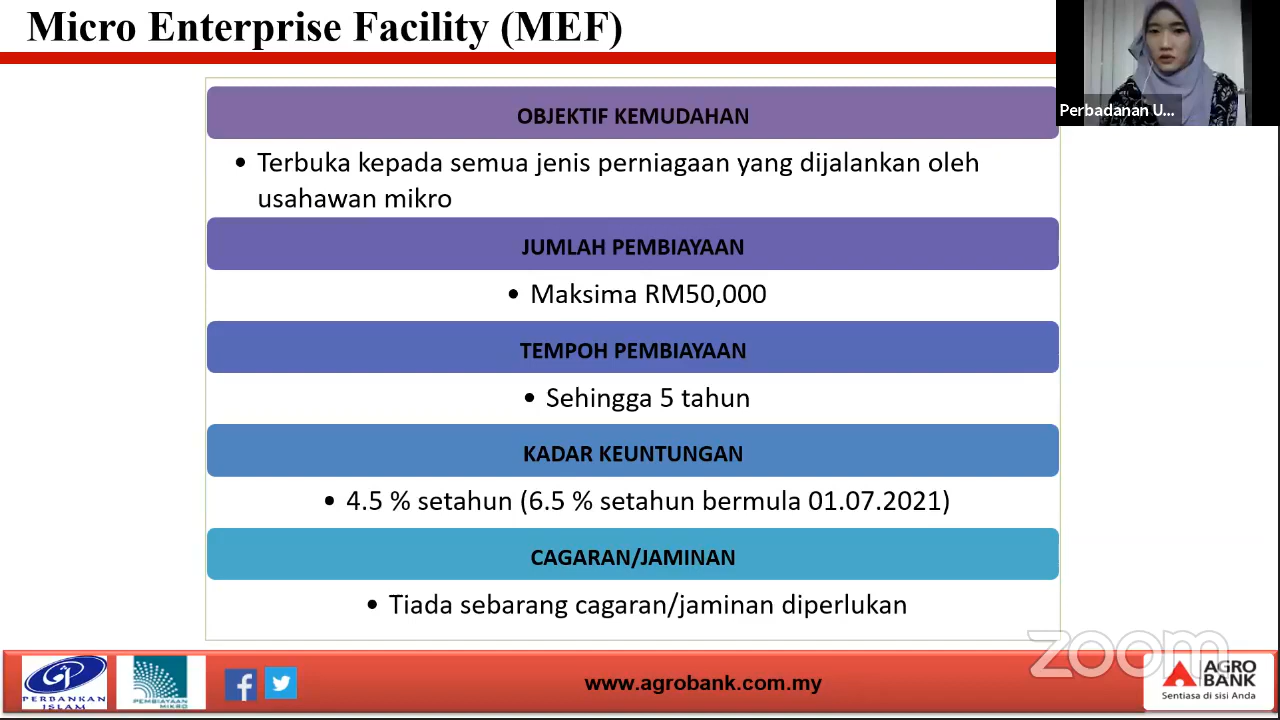 Micro Enterprise Facility (MEF)
Perbadanan U...
OBJEKTIF KEMUDAHAN
• Terbuka kepada semua jenis perniagaan yang dijalankan oleh
usahawan mikro
JUMLAH PEMBIAYAAN
• Maksima RM50,000
TEMPOH PEMBIAYAAN
• Sehingga 5 tahun
KADAR KEUNTUNGAN
• 4.5 % setahun (6.5 % setahun bermula 01.07.2021)
CAGARAN/JAMINAN
• Tiada sebarang cagaran/jaminan diperlukan
zoom
PERBANKAN
ISLAM
PEMBIAYAAN
MIKRO
www.agrobank.com.my
AGRO
BANK
Sentiasa di sisi Anda